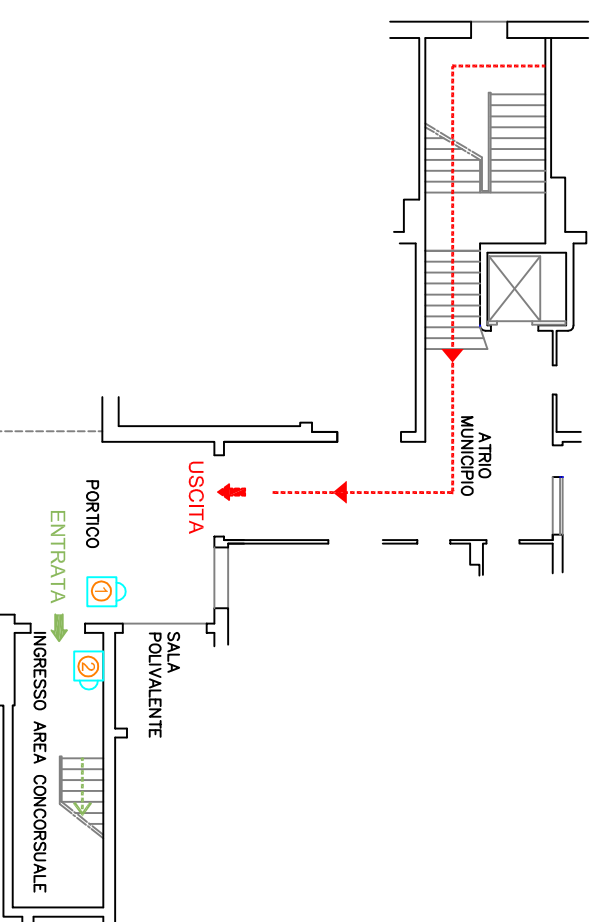 ATRIO
MUNICIPIO
USCITA
PORTICO
ENTRATA
1
SALA
POLIVALENTE
2
INGRESSO AREA CONCORSUALE